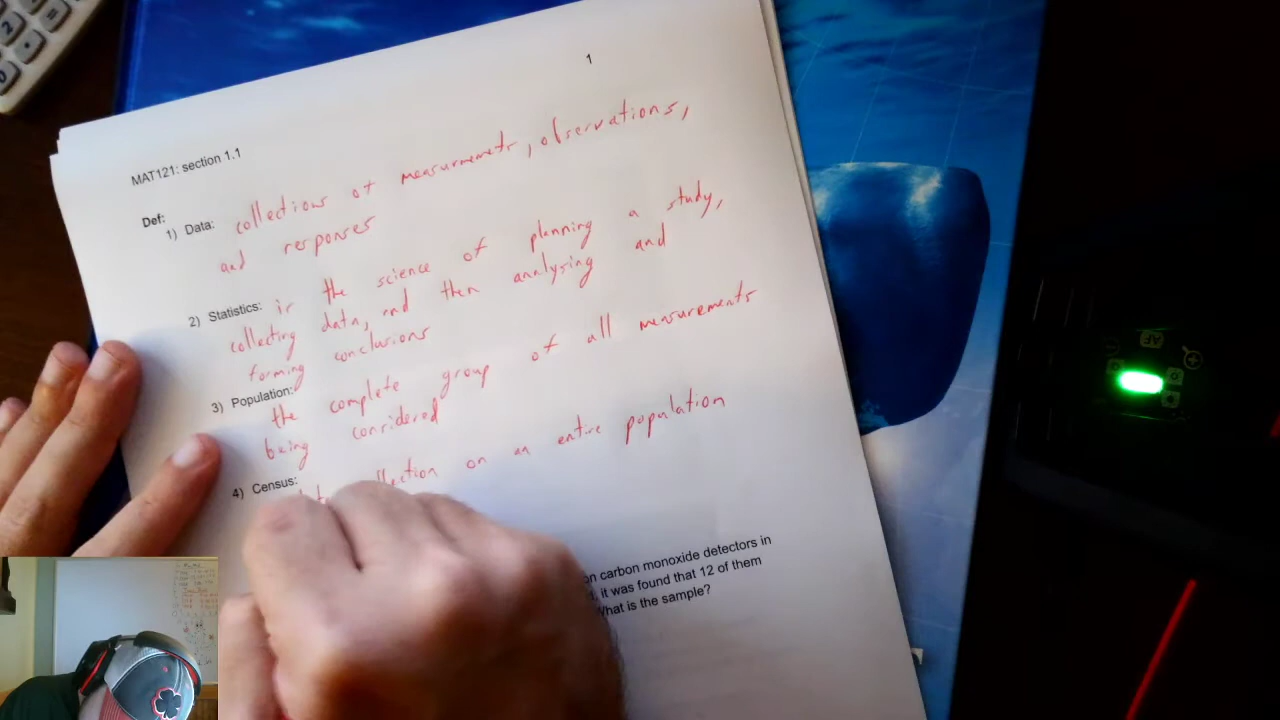 1
MAT121: section 1.1
Def:
1) Data: collections of measurmemets, observations,
and responses
2) Statistics: is the science of planning a study,
collecting data, and then analysing and
forming conclusions
3) Population: the complete group of all measurements
being considered
4) Census: on an entire population
on carbon monoxide detectors in
it was found that 12 of them
What is the sample?